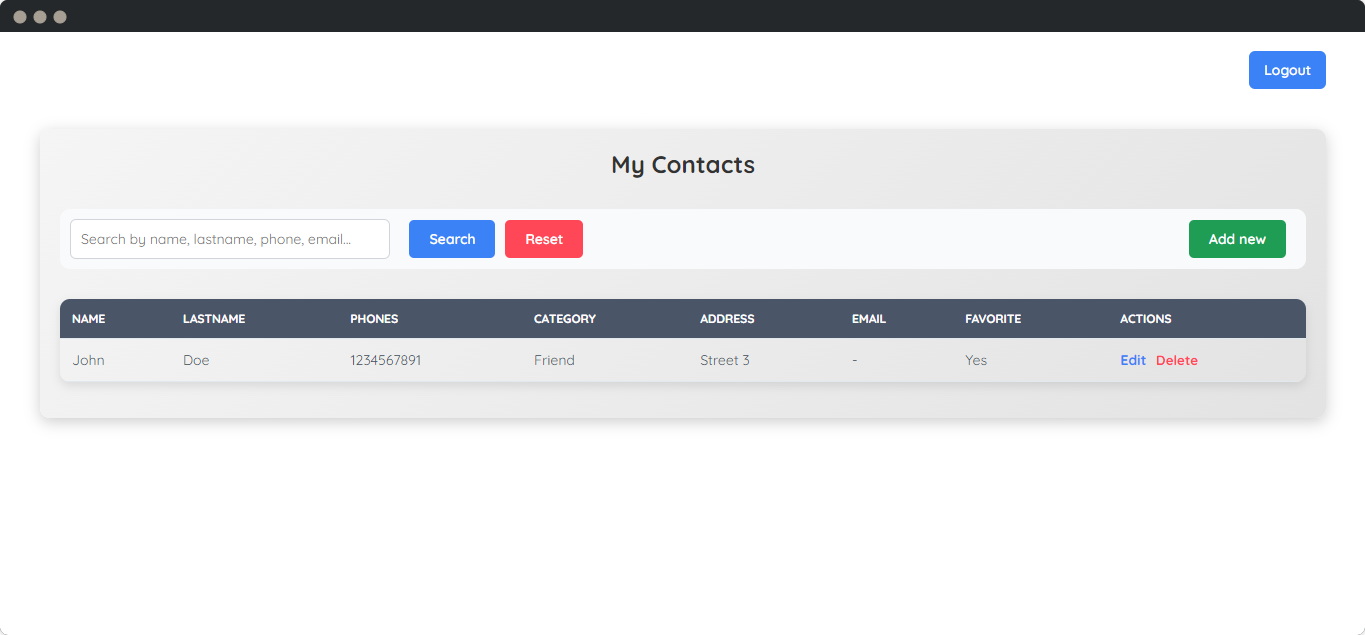 Logout
My Contacts
Search by name, lastname, phone, email... Search Reset Add new
NAME LASTNAME PHONES CATEGORY ADDRESS EMAIL FAVORITE ACTIONS
John Doe 1234567891 Friend Street 3 - Yes Edit Delete